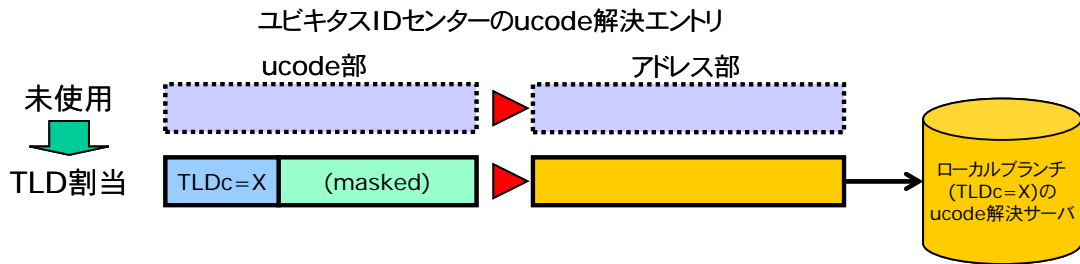 ユビキタスIDセンターのucode解決エントリ
ucode部
アドレス部
未使用
TLD割当
TLDc=X
(masked)
ローカルブランチ
(TLDc=X)の
ucode解決サーバ